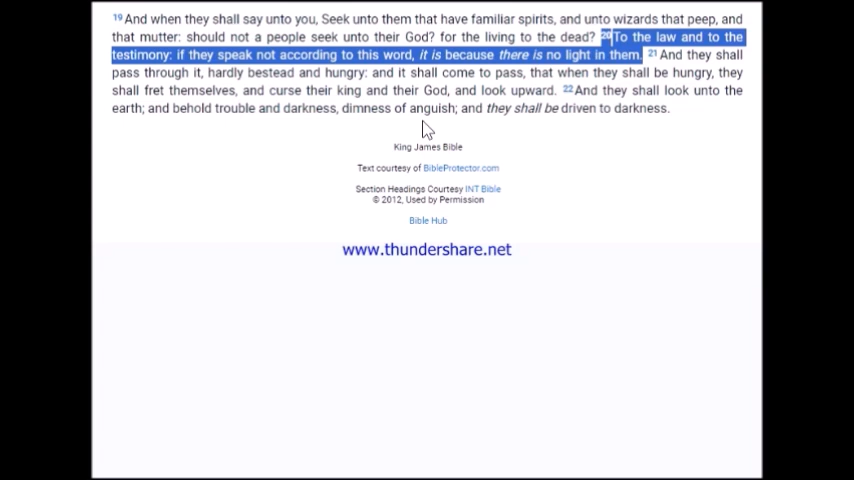 19 And when they shall say unto you, Seek unto them that have familiar spirits, and unto wizards that peep, and
that mutter: should not a people seek unto their God? for the living to the dead? 20 To the law and to the
testimony: if they speak not according to this word, it is because there is no light in them. 21 And they shall
pass through it, hardly bestead and hungry: and it shall come to pass, that when they shall be hungry, they
shall fret themselves, and curse their king and their God, and look upward. 22 And they shall look unto the
earth; and behold trouble and darkness, dimness of anguish; and they shall be driven to darkness.
King James Bible
Text courtesy of BibleProtector.com
Section Headings Courtesy INT Bible
© 2012, Used by Permission
Bible Hub
www.thundershare.net